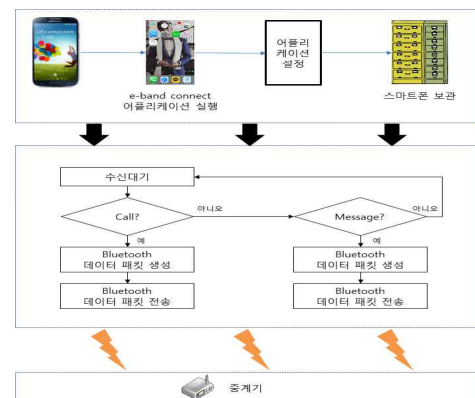 Life companion
어플리
케이션
설정
e-band connect
어플리케이션 실행
스마트폰 보관
수신대기
Call?
아니오
Message?
아니오
예
예
Bluetooth
데이터 패킷 생성
Bluetooth
데이터 패킷 생성
Bluetooth
데이터 패킷 전송
Bluetooth
데이터 패킷 전송
중계기